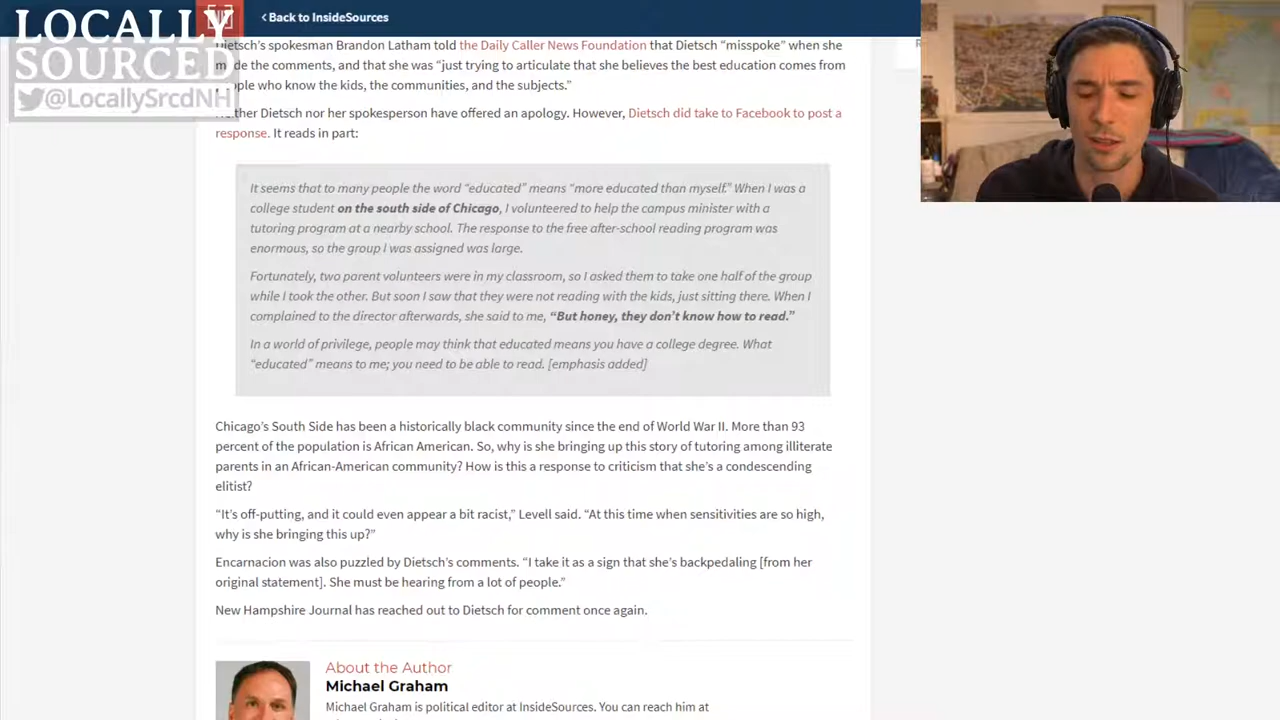 LOCALLY
SOURCED
@LocallySrcdNH
Back to InsideSources
Dietsch’s spokesman Brandon Latham told the Daily Caller News Foundation that Dietsch “misspoke” when she
made the comments, and that she was “just trying to articulate that she believes the best education comes from
people who know the kids, the communities, and the subjects.”
Neither Dietsch nor her spokesperson have offered an apology. However, Dietsch did take to Facebook to post a
response. It reads in part:
It seems that to many people the word “educated” means “more educated than myself.” When I was a
college student on the south side of Chicago, I volunteered to help the campus minister with a
tutoring program at a nearby school. The response to the free after-school reading program was
enormous, so the group I was assigned was large.
Fortunately, two parent volunteers were in my classroom, so I asked them to take one half of the group
while I took the other. But soon I saw that they were not reading with the kids, just sitting there. When I
complained to the director afterwards, she said to me, “But honey, they don’t know how to read.”
In a world of privilege, people may think that educated means you have a college degree. What
“educated” means to me; you need to be able to read. [emphasis added]
Chicago’s South Side has been a historically black community since the end of World War II. More than 93
percent of the population is African American. So, why is she bringing up this story of tutoring among illiterate
parents in an African-American community? How is this a response to criticism that she’s a condescending
elitist?
“It’s off-putting, and it could even appear a bit racist,” Levell said. “At this time when sensitivities are so high,
why is she bringing this up?”
Encarnacion was also puzzled by Dietsch’s comments. “I take it as a sign that she’s backpedaling [from her
original statement]. She must be hearing from a lot of people.”
New Hampshire Journal has reached out to Dietsch for comment once again.
About the Author
Michael Graham
Michael Graham is political editor at InsideSources. You can reach him at